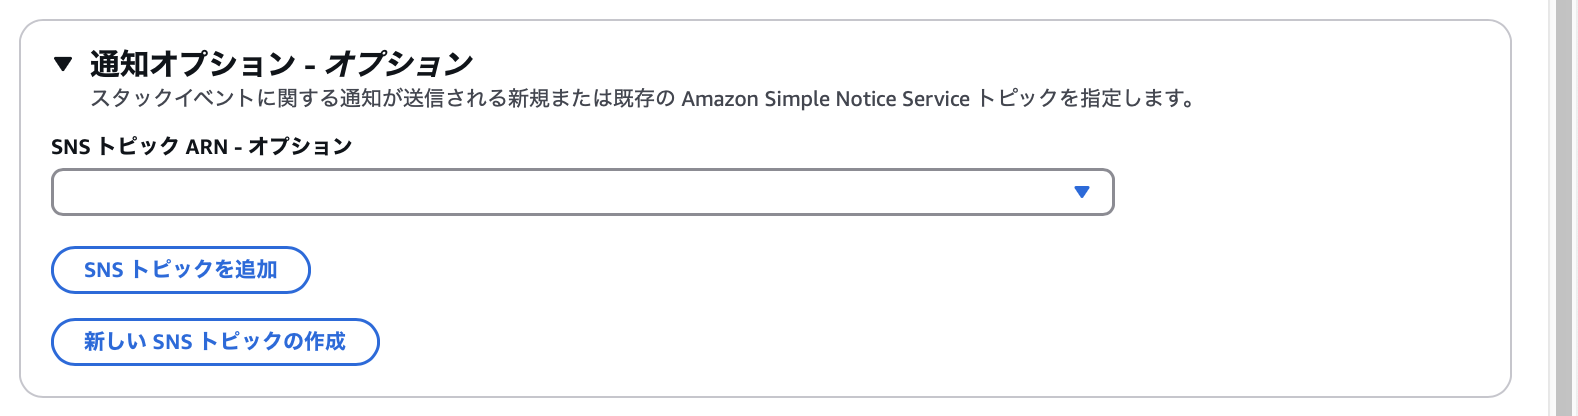 通知オプション - オプション
スタックイベントに関する通知が送信される新規または既存の Amazon Simple Notice Service トピックを指定します。
SNS トピック ARN - オプション
SNS トピックを追加
新しい SNS トピックの作成